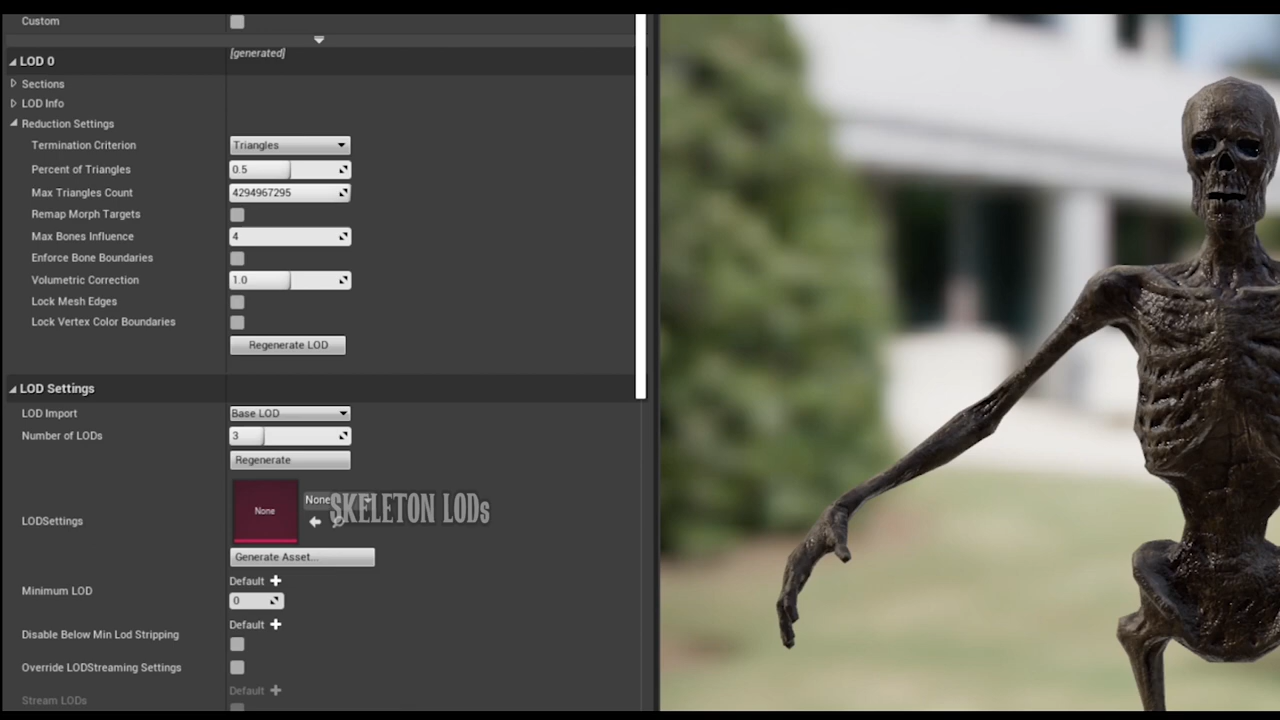 Custom
[generated]
LOD 0
Sections
LOD Info
Reduction Settings
Termination Criterion Triangles
Percent of Triangles 0.5
Max Triangles Count 4294967295
Remap Morph Targets
Max Bones Influence 4
Enforce Bone Boundaries
Volumetric Correction 1.0
Lock Mesh Edges
Lock Vertex Color Boundaries
Regenerate LOD
LOD Settings
LOD Import Base LOD
Number of LODs 3
Regenerate
None
SKELETON LODs
LODSettings None
Generate Asset...
Default
Minimum LOD
0
Default
Disable Below Min Lod Stripping
Override LODStreaming Settings
Default
Stream LODs